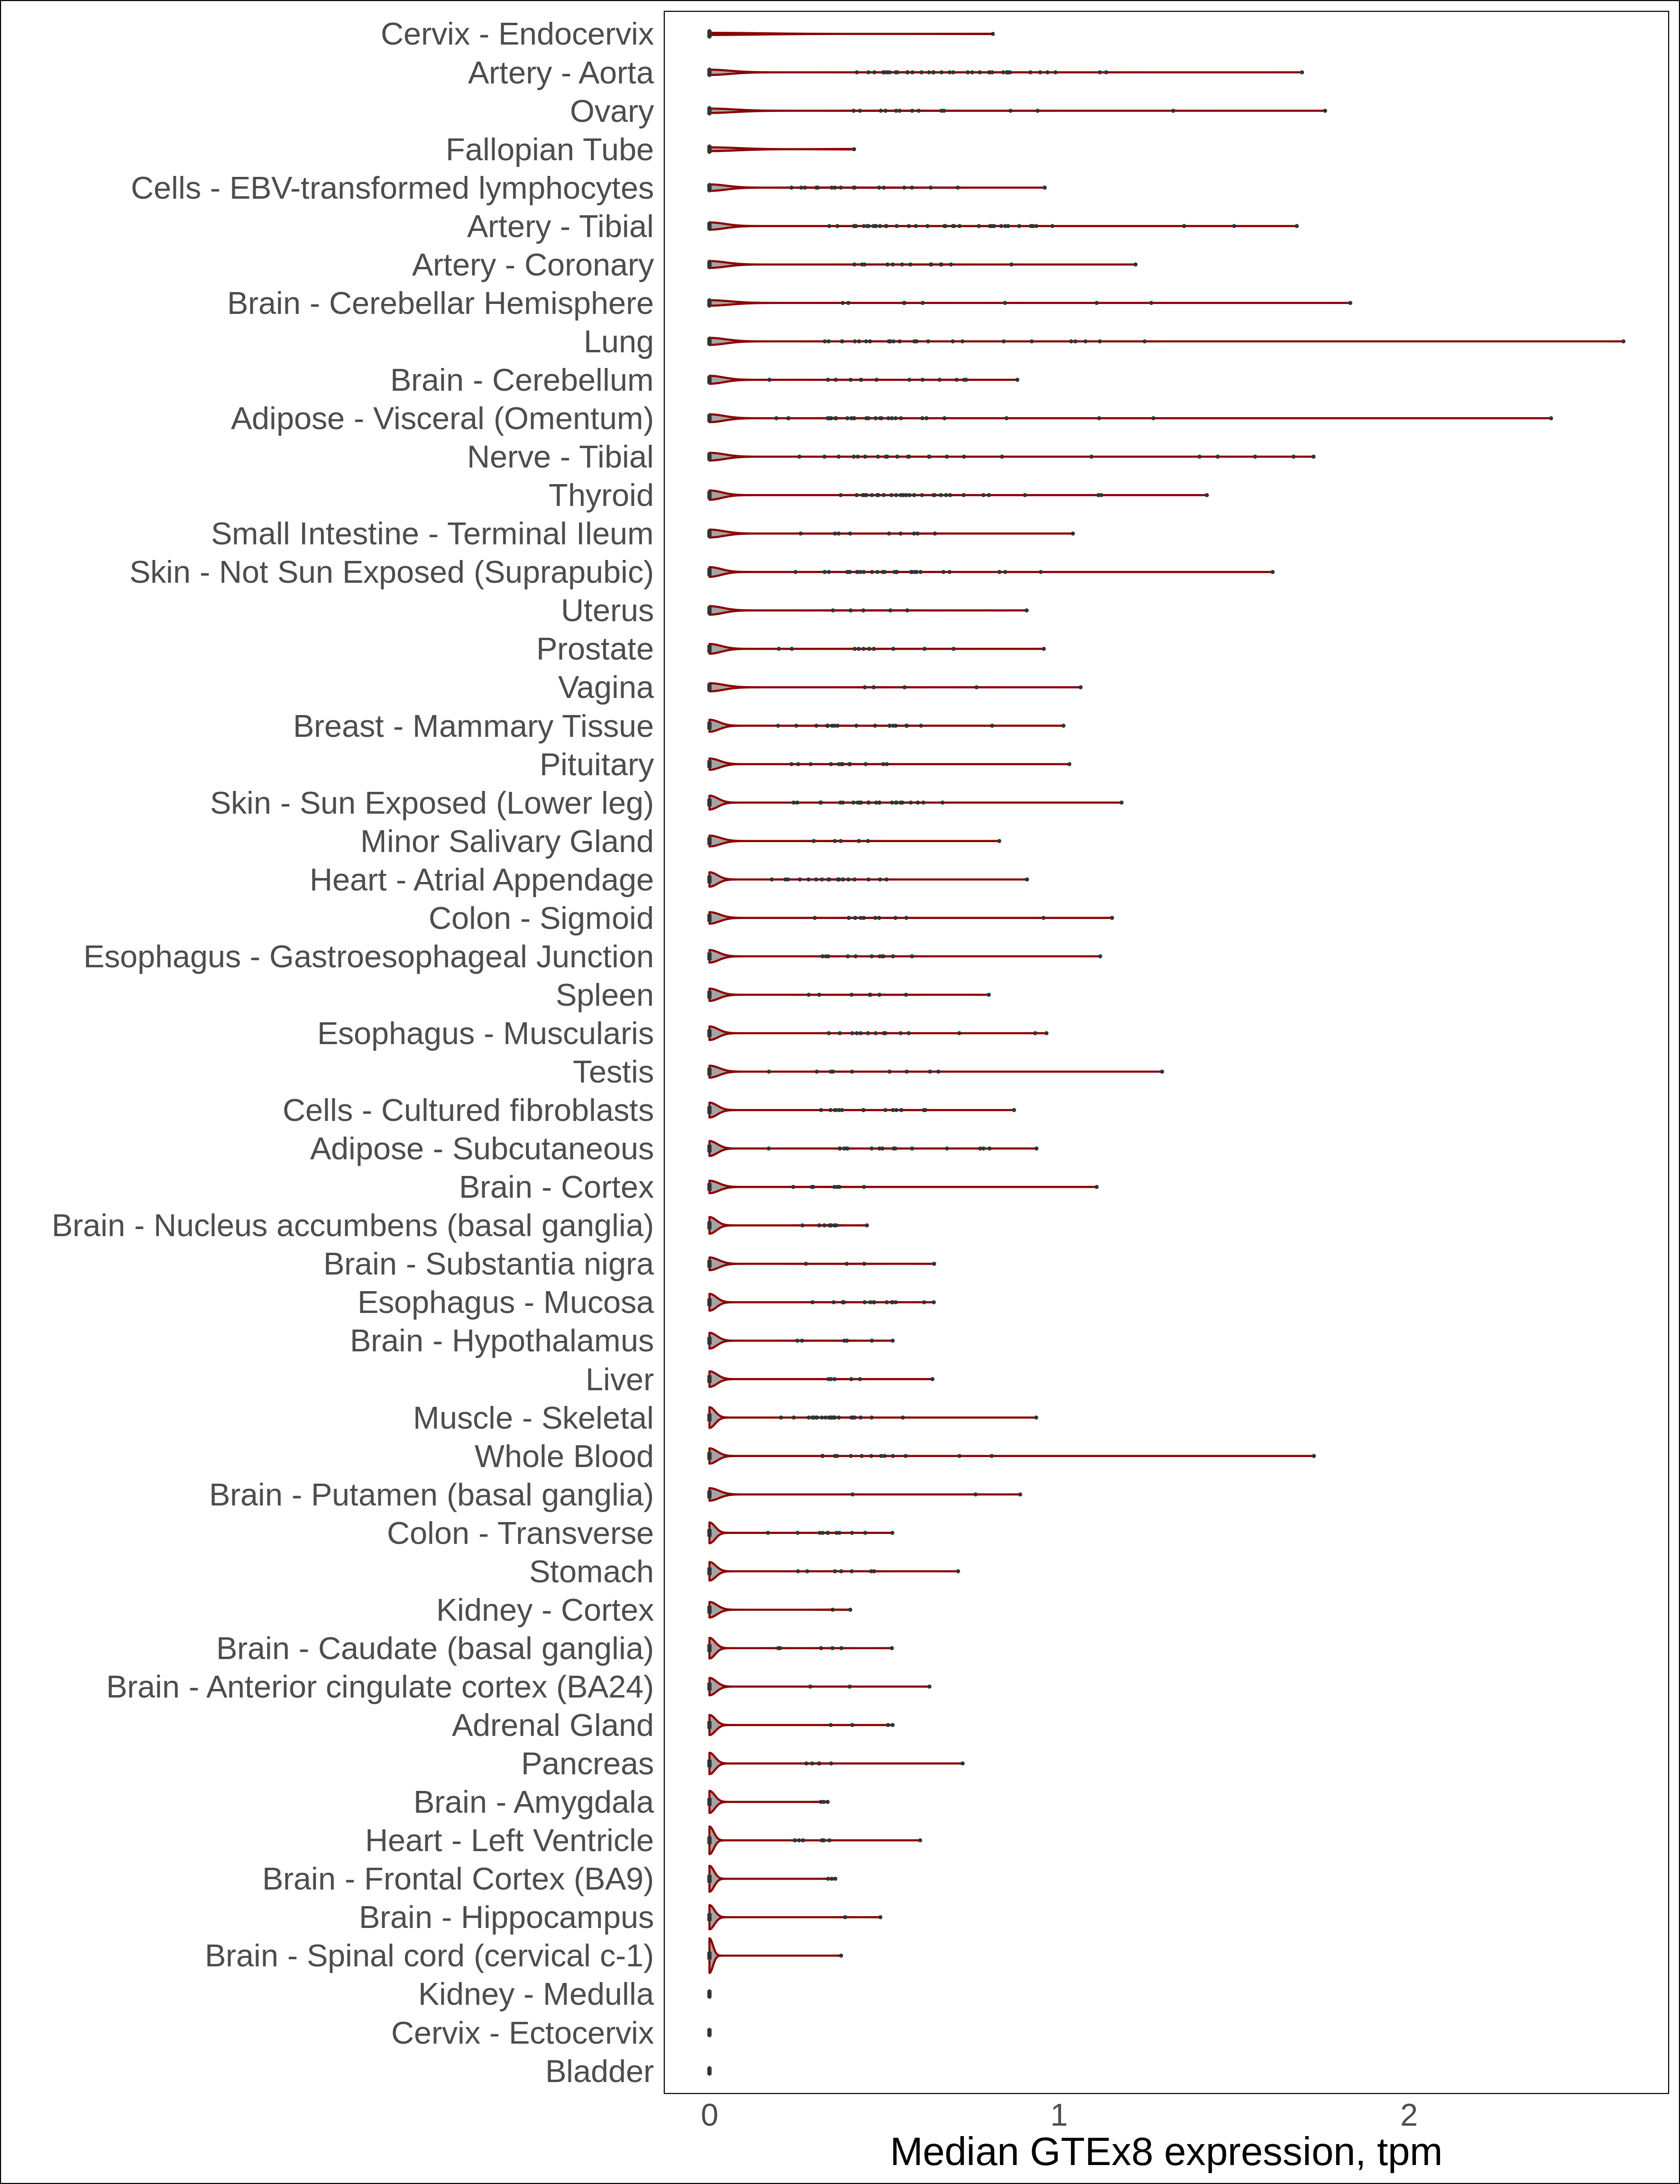 Cervix - Endocervix
Artery - Aorta
Ovary
Fallopian Tube
Cells - EBV-transformed lymphocytes
Artery - Tibial
Artery - Coronary
Brain - Cerebellar Hemisphere
Lung
Brain - Cerebellum
Adipose - Visceral (Omentum)
Nerve - Tibial
Thyroid
Small Intestine - Terminal Ileum
Skin - Not Sun Exposed (Suprapubic)
Uterus
Prostate
Vagina
Breast - Mammary Tissue
Pituitary
Skin - Sun Exposed (Lower leg)
Minor Salivary Gland
Heart - Atrial Appendage
Colon - Sigmoid
Esophagus - Gastroesophageal Junction
Spleen
Esophagus - Muscularis
Testis
Cells - Cultured fibroblasts
Adipose - Subcutaneous
Brain - Cortex
Brain - Nucleus accumbens (basal ganglia)
Brain - Substantia nigra
Esophagus - Mucosa
Brain - Hypothalamus
Liver
Muscle - Skeletal
Whole Blood
Brain - Putamen (basal ganglia)
Colon - Transverse
Stomach
Kidney - Cortex
Brain - Caudate (basal ganglia)
Brain - Anterior cingulate cortex (BA24)
Adrenal Gland
Pancreas
Brain - Amygdala
Heart - Left Ventricle
Brain - Frontal Cortex (BA9)
Brain - Hippocampus
Brain - Spinal cord (cervical c-1)
Kidney - Medulla
Cervix - Ectocervix
Bladder
0 1 2
Median GTEx8 expression, tpm